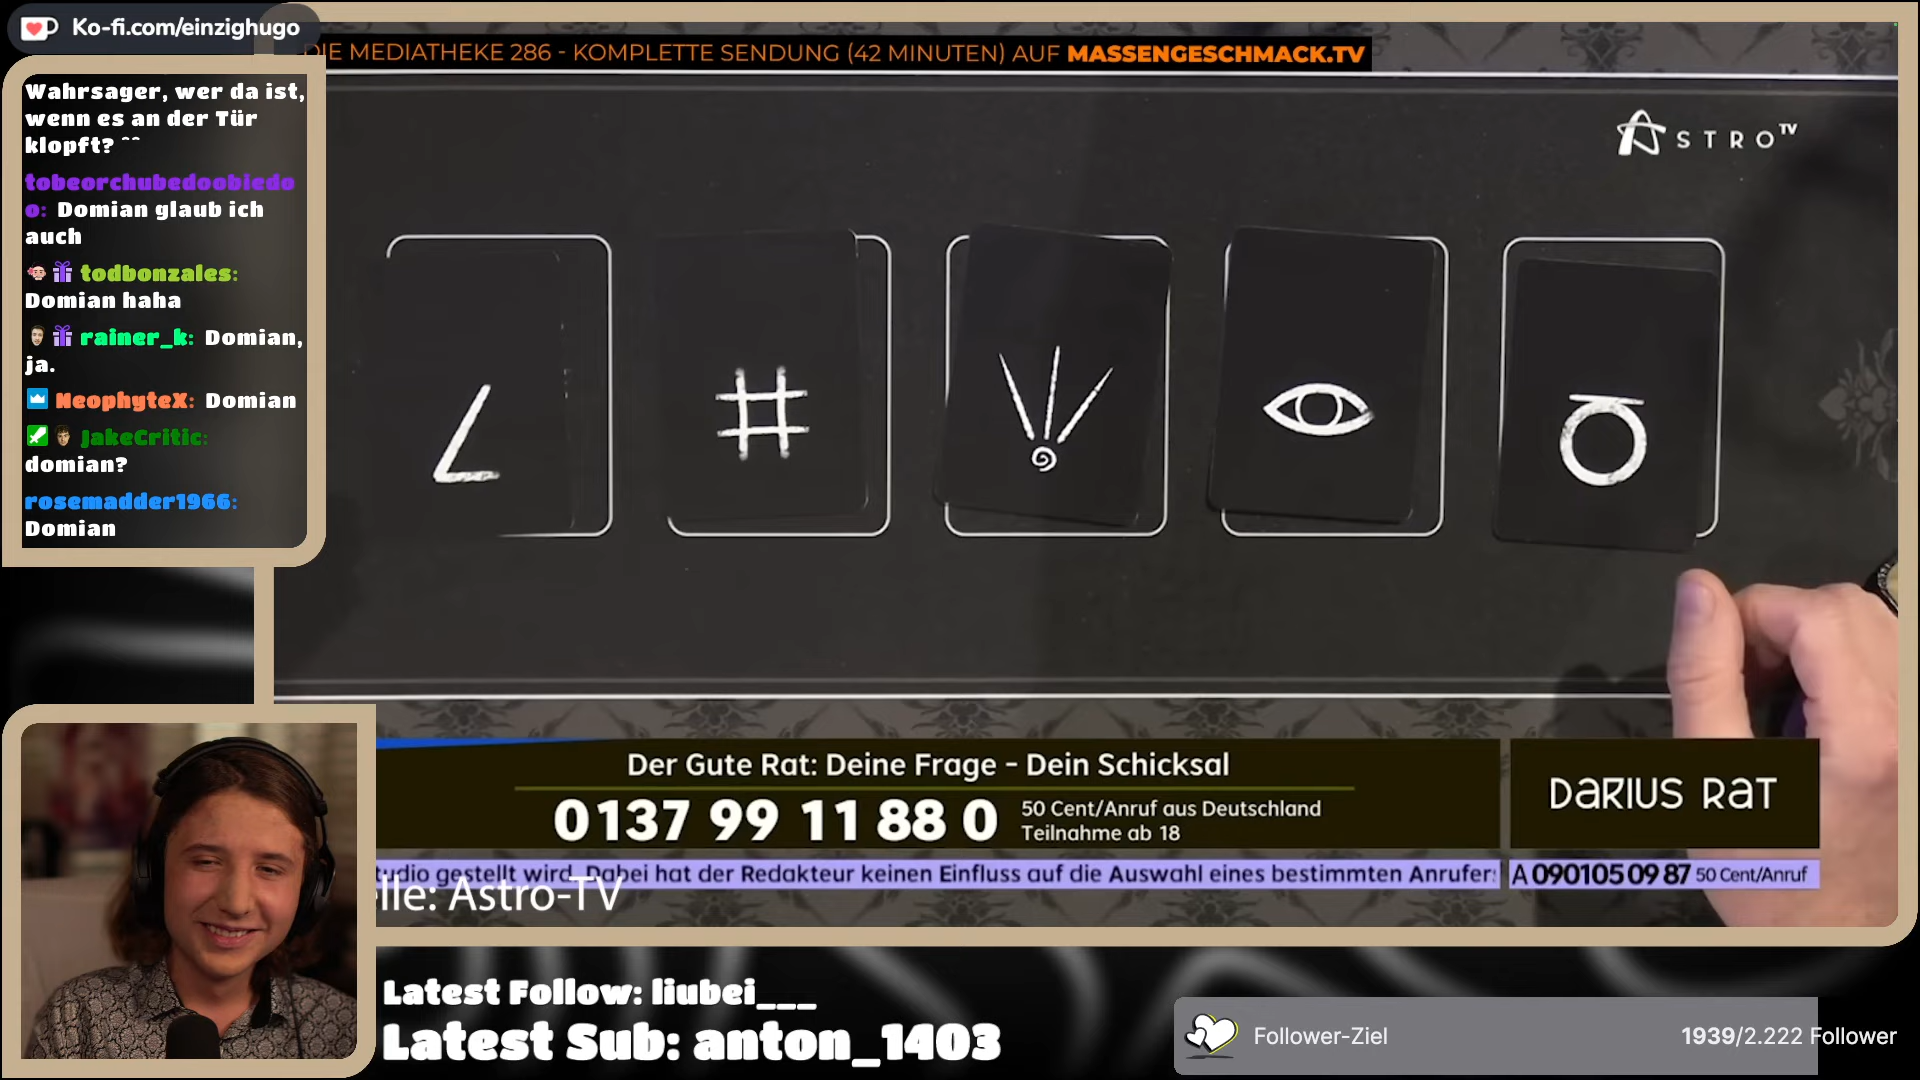 Ko-fi.com/einzighugo
DIE MEDIATHEKE 286 - KOMPLETTE SENDUNG (42 MINUTEN) AUF MASSENGESCHMACK.TV
Wahrsager, wer da ist,
wenn es an der Tür
klopft? ^^
tobeorchubedoobiedo
o: Domian glaub ich
auch
todbonzales:
Domian haha
rainer_k: Domian,
ja.
NeophyteX: Domian
JakeCritic:
domian?
rosemadder1966:
Domian
ASTRO TV
Der Gute Rat: Deine Frage - Dein Schicksal
0137 99 11 88 0
50 Cent/Anruf aus Deutschland
Teilnahme ab 18
DARIUS RAT
gestellt wird. Dabei hat der Redakteur keinen Einfluss auf die Auswahl eines bestimmten Anrufer
A 090105 09 87 50 Cent/Anruf
Astro-TV
Latest Follow: liubei___
Latest Sub: anton_1403
Follower-Ziel
1939/2.222 Follower